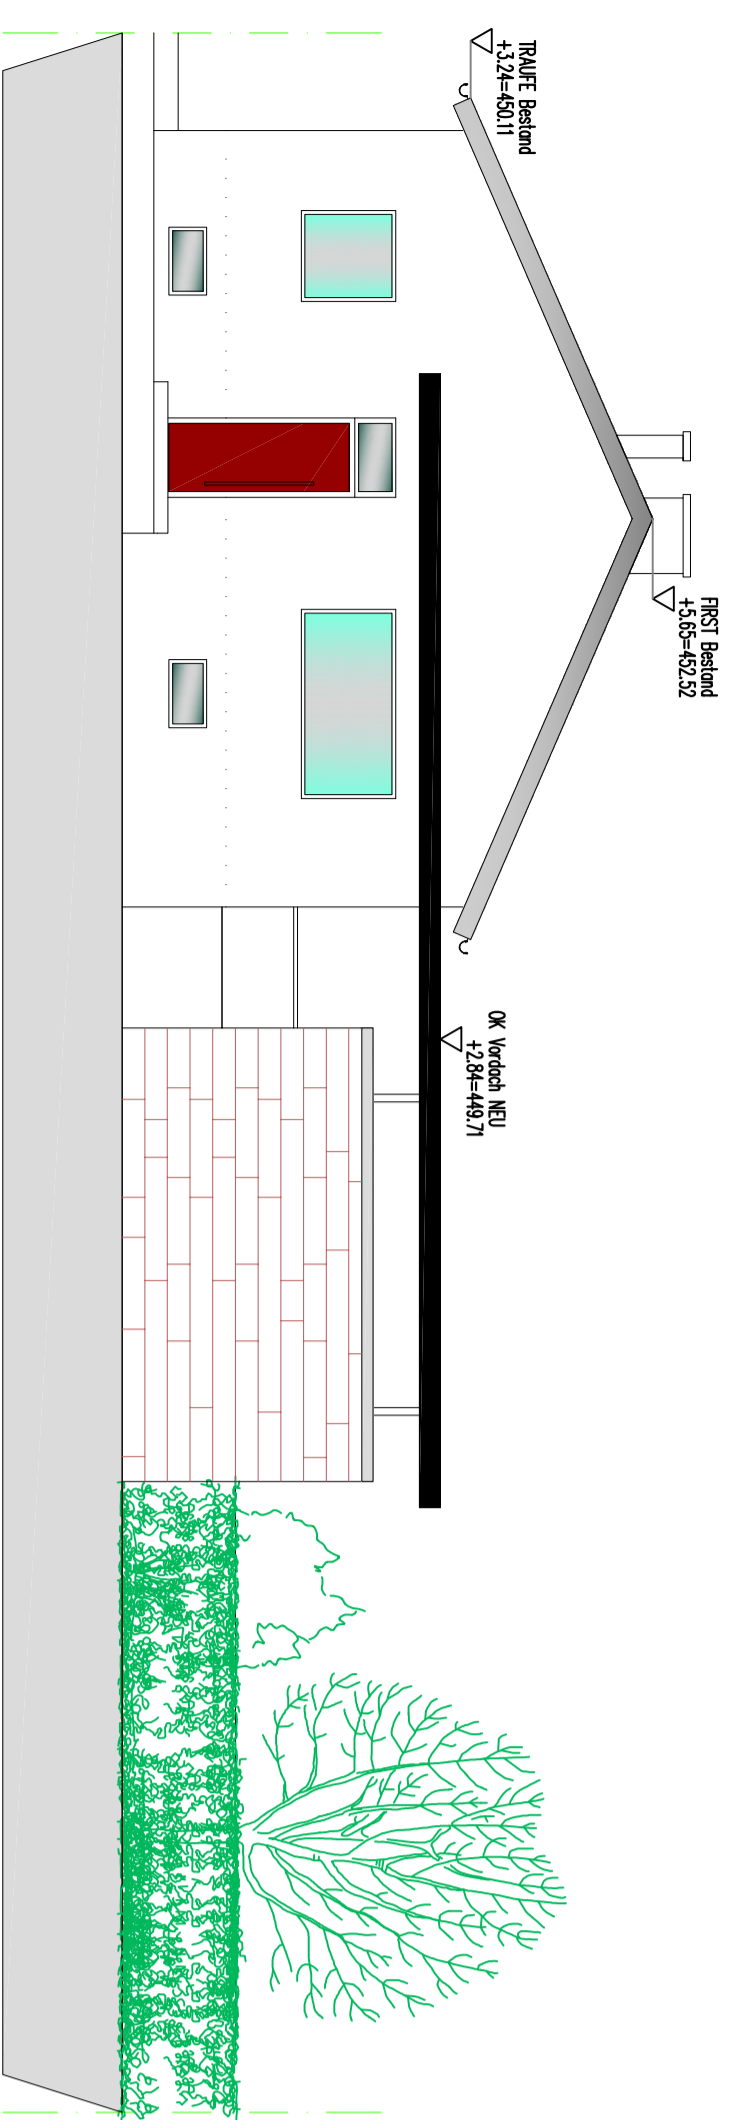 TRAUFE Bestand
+3.24=450.11
FIRST Bestand
+5.65=452.52
OK Vordach NEU
+2.84=449.71